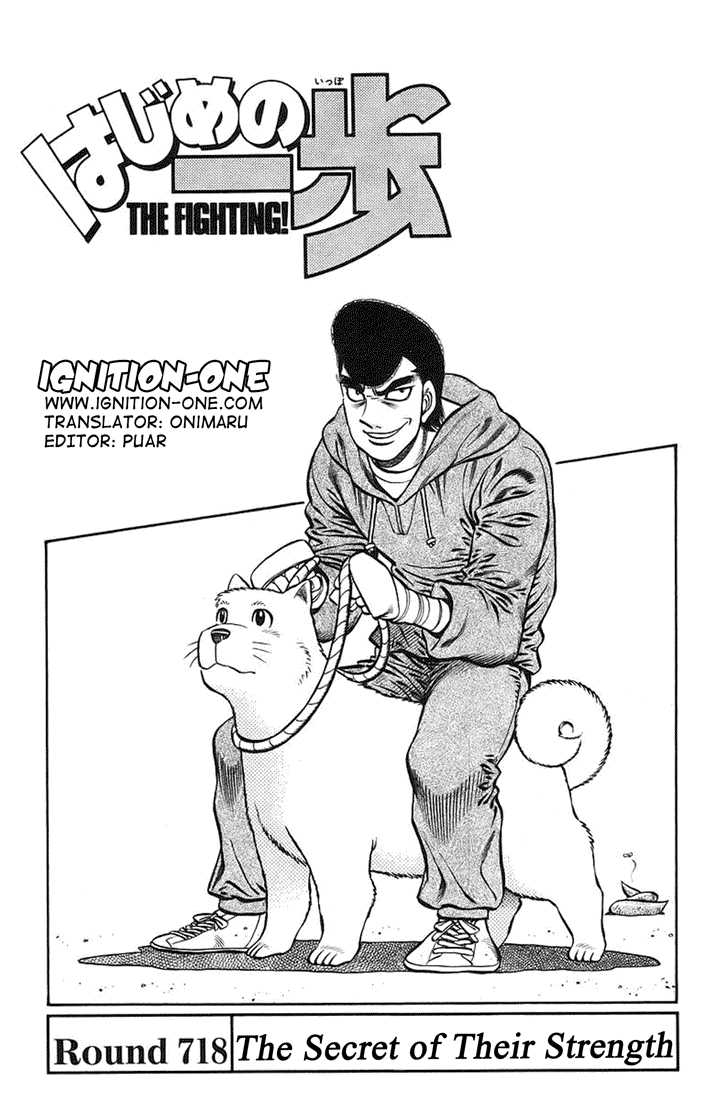 いっぽ
はじめの
一歩
THE FIGHTING!
IGNITION-ONE
WWW.IGNITION-ONE.COM
TRANSLATOR: ONIMARU
EDITOR: PUAR
Round 718 The Secret of Their Strength